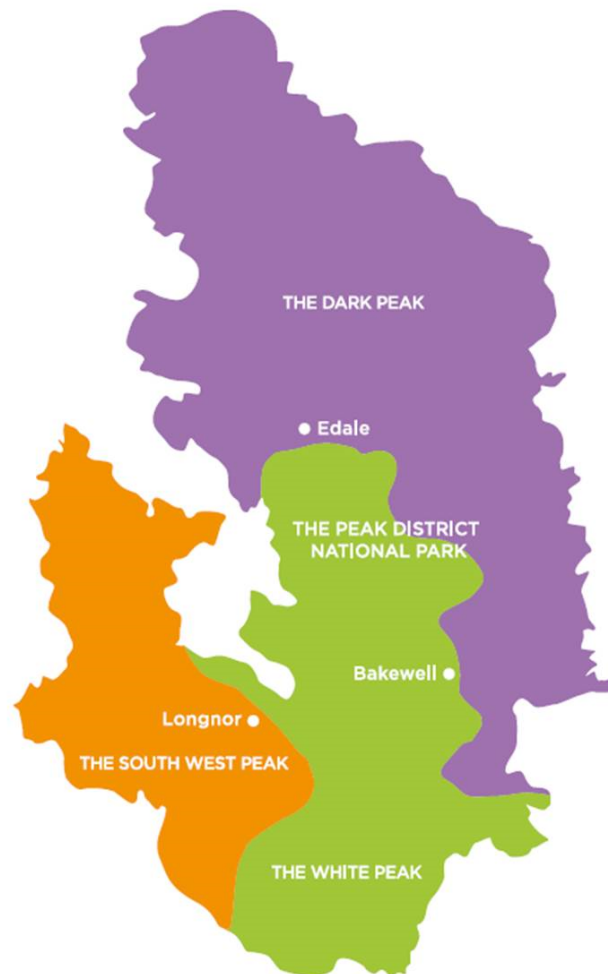 THE DARK PEAK
Edale
THE PEAK DISTRICT
NATIONAL PARK
Bakewell
Longnor
THE SOUTH WEST PEAK
THE WHITE PEAK